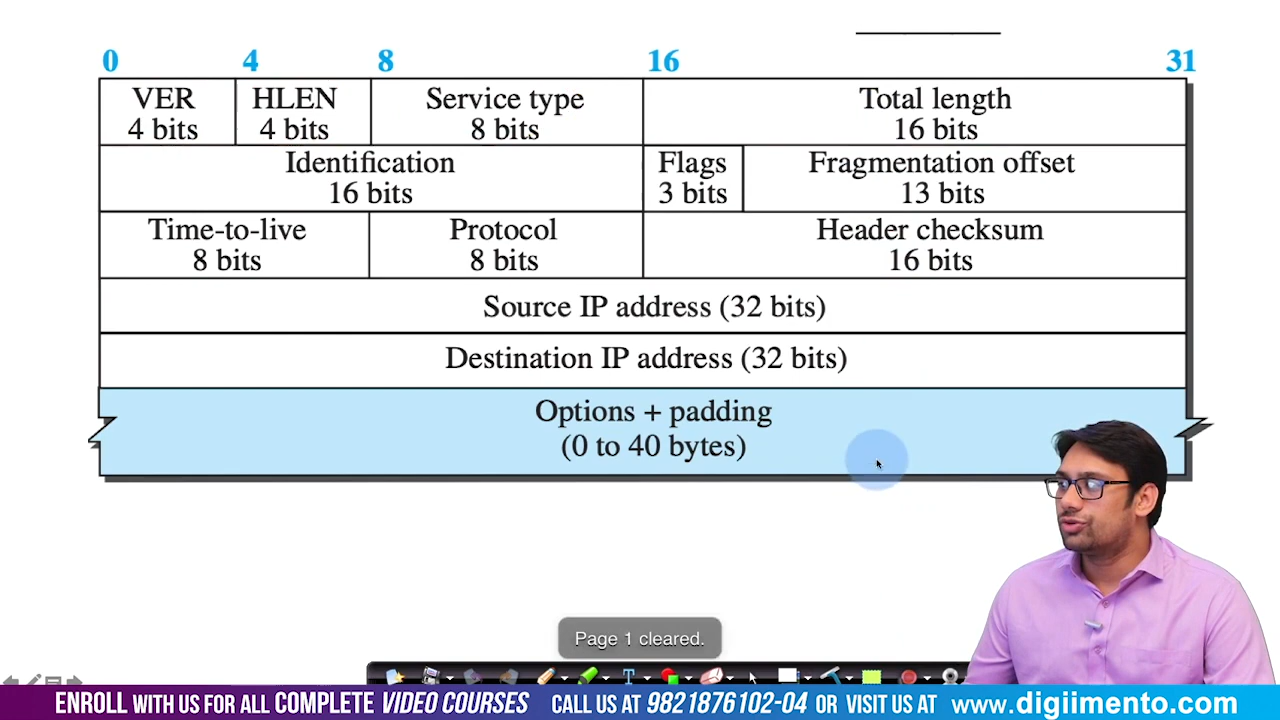 0 4 8 16 31
VER HLEN Service type Total length
4 bits 4 bits 8 bits 16 bits
Identification Flags Fragmentation offset
16 bits 3 bits 13 bits
Time-to-live Protocol Header checksum
8 bits 8 bits 16 bits
Source IP address (32 bits)
Destination IP address (32 bits)
Options + padding
(0 to 40 bytes)
Page 1 cleared.
T
ENROLL WITH US FOR ALL COMPLETE VIDEO COURSES CALL US AT 9821876102-04 OR VISIT US AT www.digiimento.com